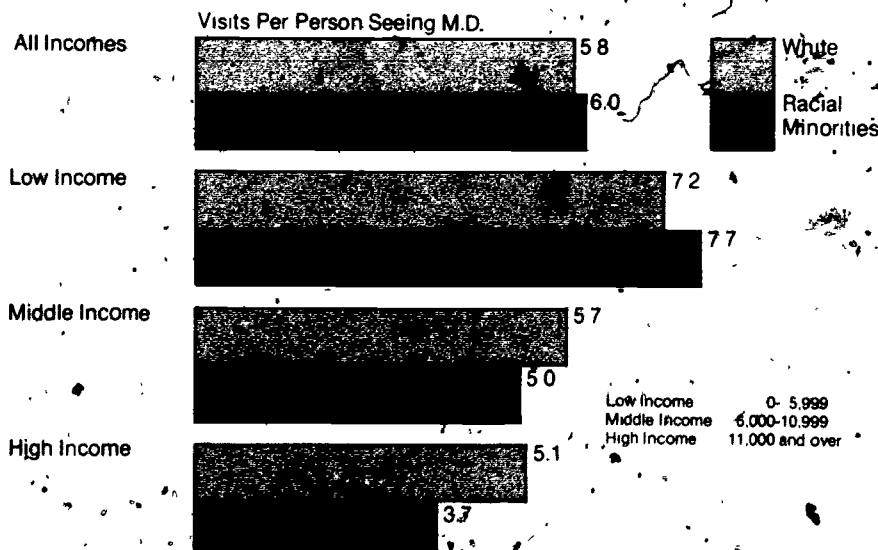 Visits Per Person Seeing M.D.
All Incomes
5 8
6.0
White
Racial
Minorities
Low Income
7 2
7 7
Middle Income
5 7
5 0
Low Income 0- 5,999
Middle Income 6,000-10,999
High Income 11,000 and over
High Income
5.1
3.7